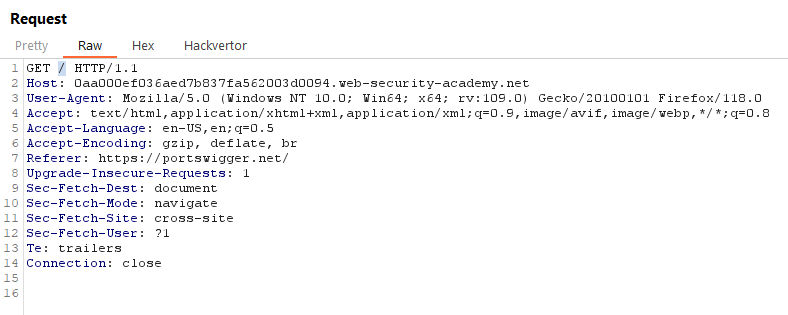 Request
Pretty Raw Hex Hackvertor
1 GET / HTTP/1.1
2 Host: 0aa000ef036aed7b837fa562003d0094.web-security-academy.net
3 User-Agent: Mozilla/5.0 (Windows NT 10.0; Win64; x64; rv:109.0) Gecko/20100101 Firefox/118.0
4 Accept: text/html,application/xhtml+xml,application/xml;q=0.9,image/avif,image/webp,*/*;q=0.8
5 Accept-Language: en-US,en;q=0.5
6 Accept-Encoding: gzip, deflate, br
7 Referer: https://portswigger.net/
8 Upgrade-Insecure-Requests: 1
9 Sec-Fetch-Dest: document
10 Sec-Fetch-Mode: navigate
11 Sec-Fetch-Site: cross-site
12 Sec-Fetch-User: ?1
13 Te: trailers
14 Connection: close
15
16